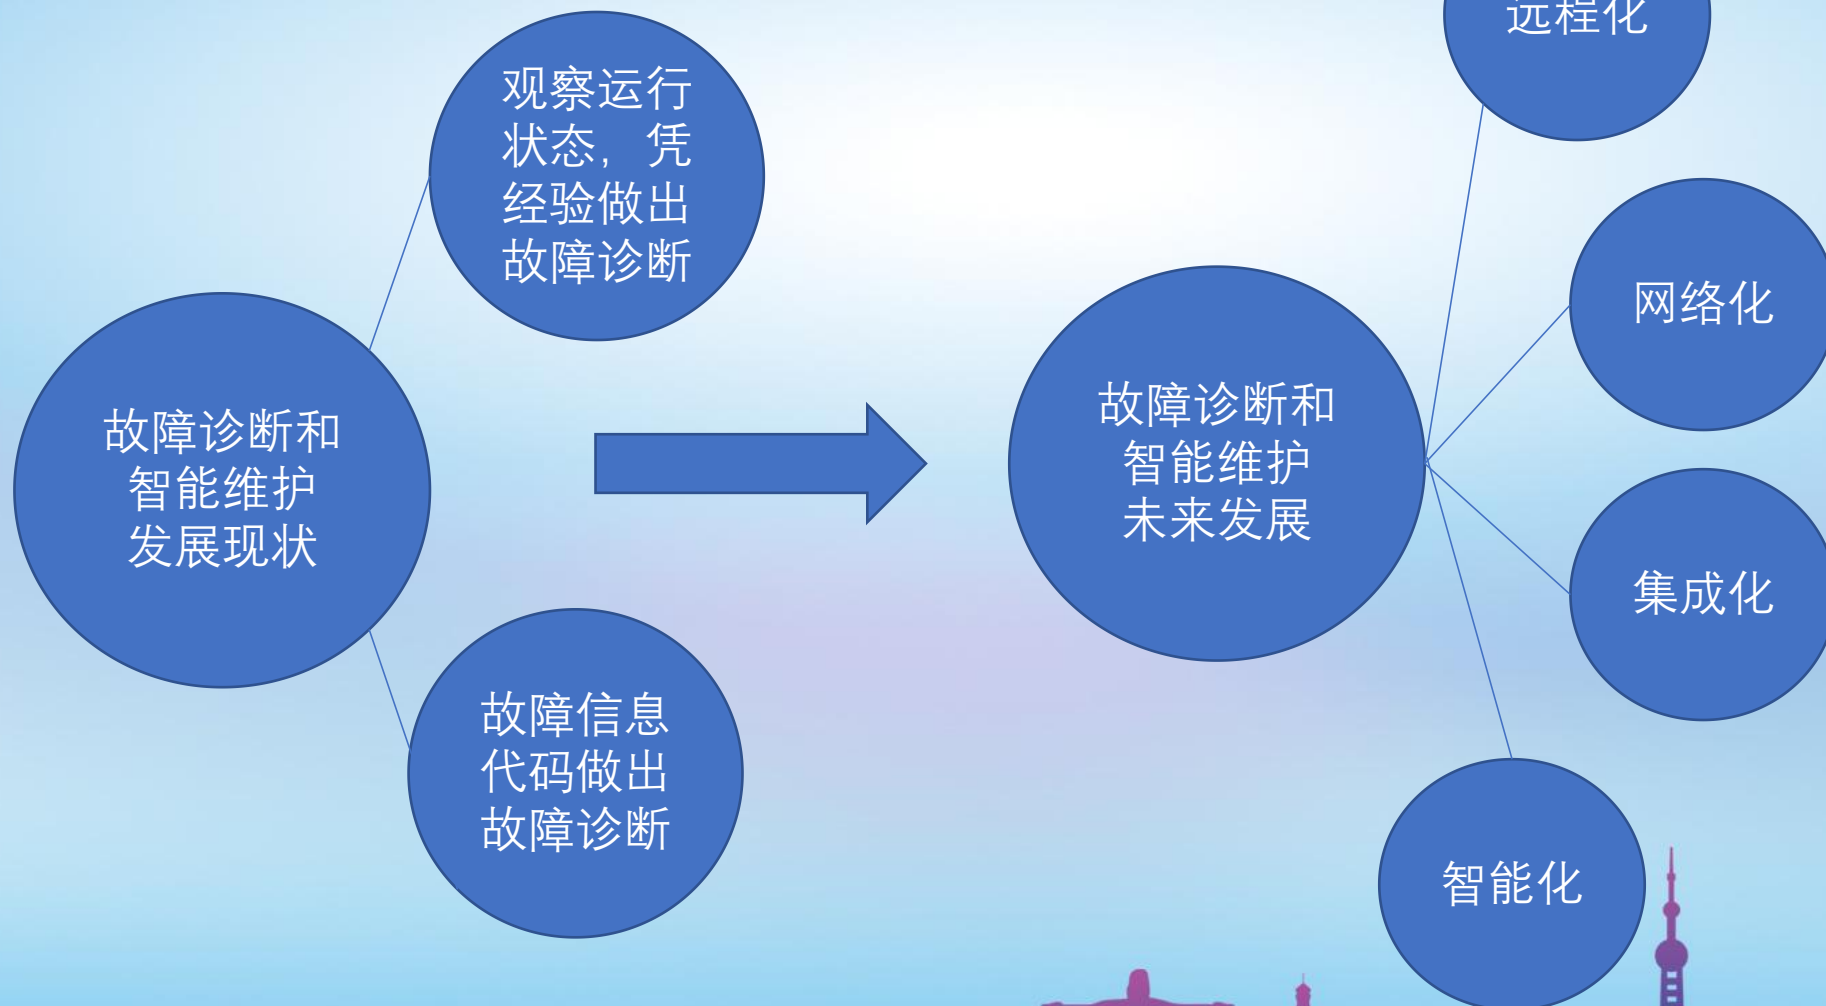 观察运行
状态，凭
经验做出
故障诊断
故障诊断和
智能维护
发展现状
故障信息
代码做出
故障诊断
故障诊断和
智能维护
未来发展
远程化
网络化
集成化
智能化